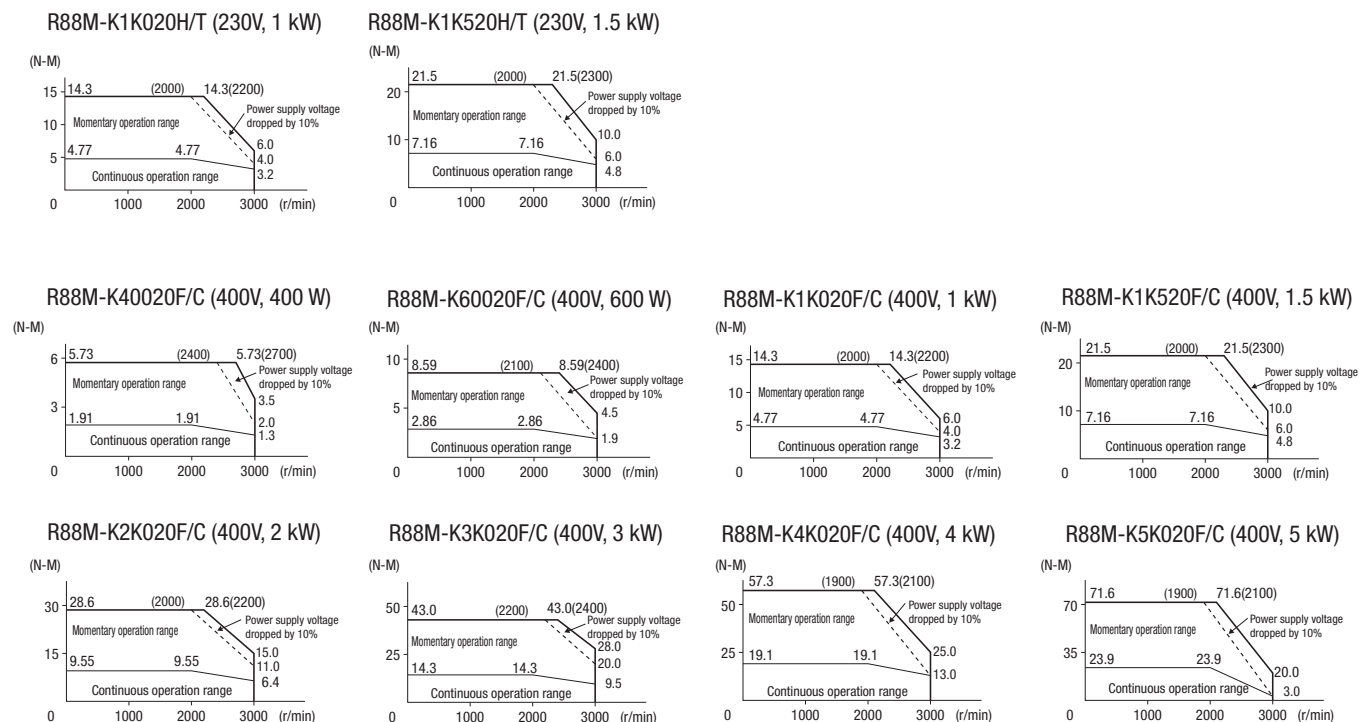 R88M-K1K020H/T (230V, 1 kW)
(N-M)
15
10
5
0
14.3
(2000)
14.3(2200)
Power supply voltage
dropped by 10%
Momentary operation range
4.77
4.77
6.0
4.0
3.2
Continuous operation range
1000
2000
3000
(r/min)
R88M-K1K520H/T (230V, 1.5 kW)
20
10
0
21.5
(2000)
21.5(2300)
Power supply voltage
dropped by 10%
Momentary operation range
7.16
7.16
10.0
6.0
4.8
Continuous operation range
1000
2000
3000
(r/min)
R88M-K40020F/C (400V, 400 W)
(N-M)
6
3
0
5.73
(2400)
5.73(2700)
Power supply voltage
dropped by 10%
Momentary operation range
1.91
1.91
3.5
2.0
1.3
Continuous operation range
1000
2000
3000
(r/min)
R88M-K60020F/C (400V, 600 W)
(N-M)
10
5
0
8.59
(2100)
8.59(2400)
Power supply voltage
dropped by 10%
Momentary operation range
2.86
2.86
4.5
1.9
Continuous operation range
1000
2000
3000
(r/min)
R88M-K1K020F/C (400V, 1 kW)
(N-M)
15
10
5
0
14.3
(2000)
14.3(2200)
Power supply voltage
dropped by 10%
Momentary operation range
4.77
4.77
6.0
4.0
3.2
Continuous operation range
1000
2000
3000
(r/min)
R88M-K1K520F/C (400V, 1.5 kW)
(N-M)
20
10
0
21.5
(2000)
21.5(2300)
Power supply voltage
dropped by 10%
Momentary operation range
7.16
7.16
10.0
6.0
4.8
Continuous operation range
1000
2000
3000
(r/min)
R88M-K2K020F/C (400V, 2 kW)
(N-M)
30
15
0
28.6
(2000)
28.6(2200)
Power supply voltage
dropped by 10%
Momentary operation range
9.55
9.55
15.0
11.0
6.4
Continuous operation range
1000
2000
3000
(r/min)
R88M-K3K020F/C (400V, 3 kW)
(N-M)
50
25
0
43.0
(2200)
43.0(2400)
Power supply voltage
dropped by 10%
Momentary operation range
14.3
14.3
28.0
20.0
9.5
Continuous operation range
1000
2000
3000
(r/min)
R88M-K4K020F/C (400V, 4 kW)
(N-M)
50
25
0
57.3
(1900)
57.3(2100)
Power supply voltage
dropped by 10%
Momentary operation range
19.1
19.1
25.0
13.0
Continuous operation range
1000
2000
3000
(r/min)
R88M-K5K020F/C (400V, 5 kW)
(N-M)
70
35
0
71.6
(1900)
71.6(2100)
Power supply voltage
dropped by 10%
Momentary operation range
23.9
23.9
20.0
3.0
Continuous operation range
1000
2000
3000
(r/min)